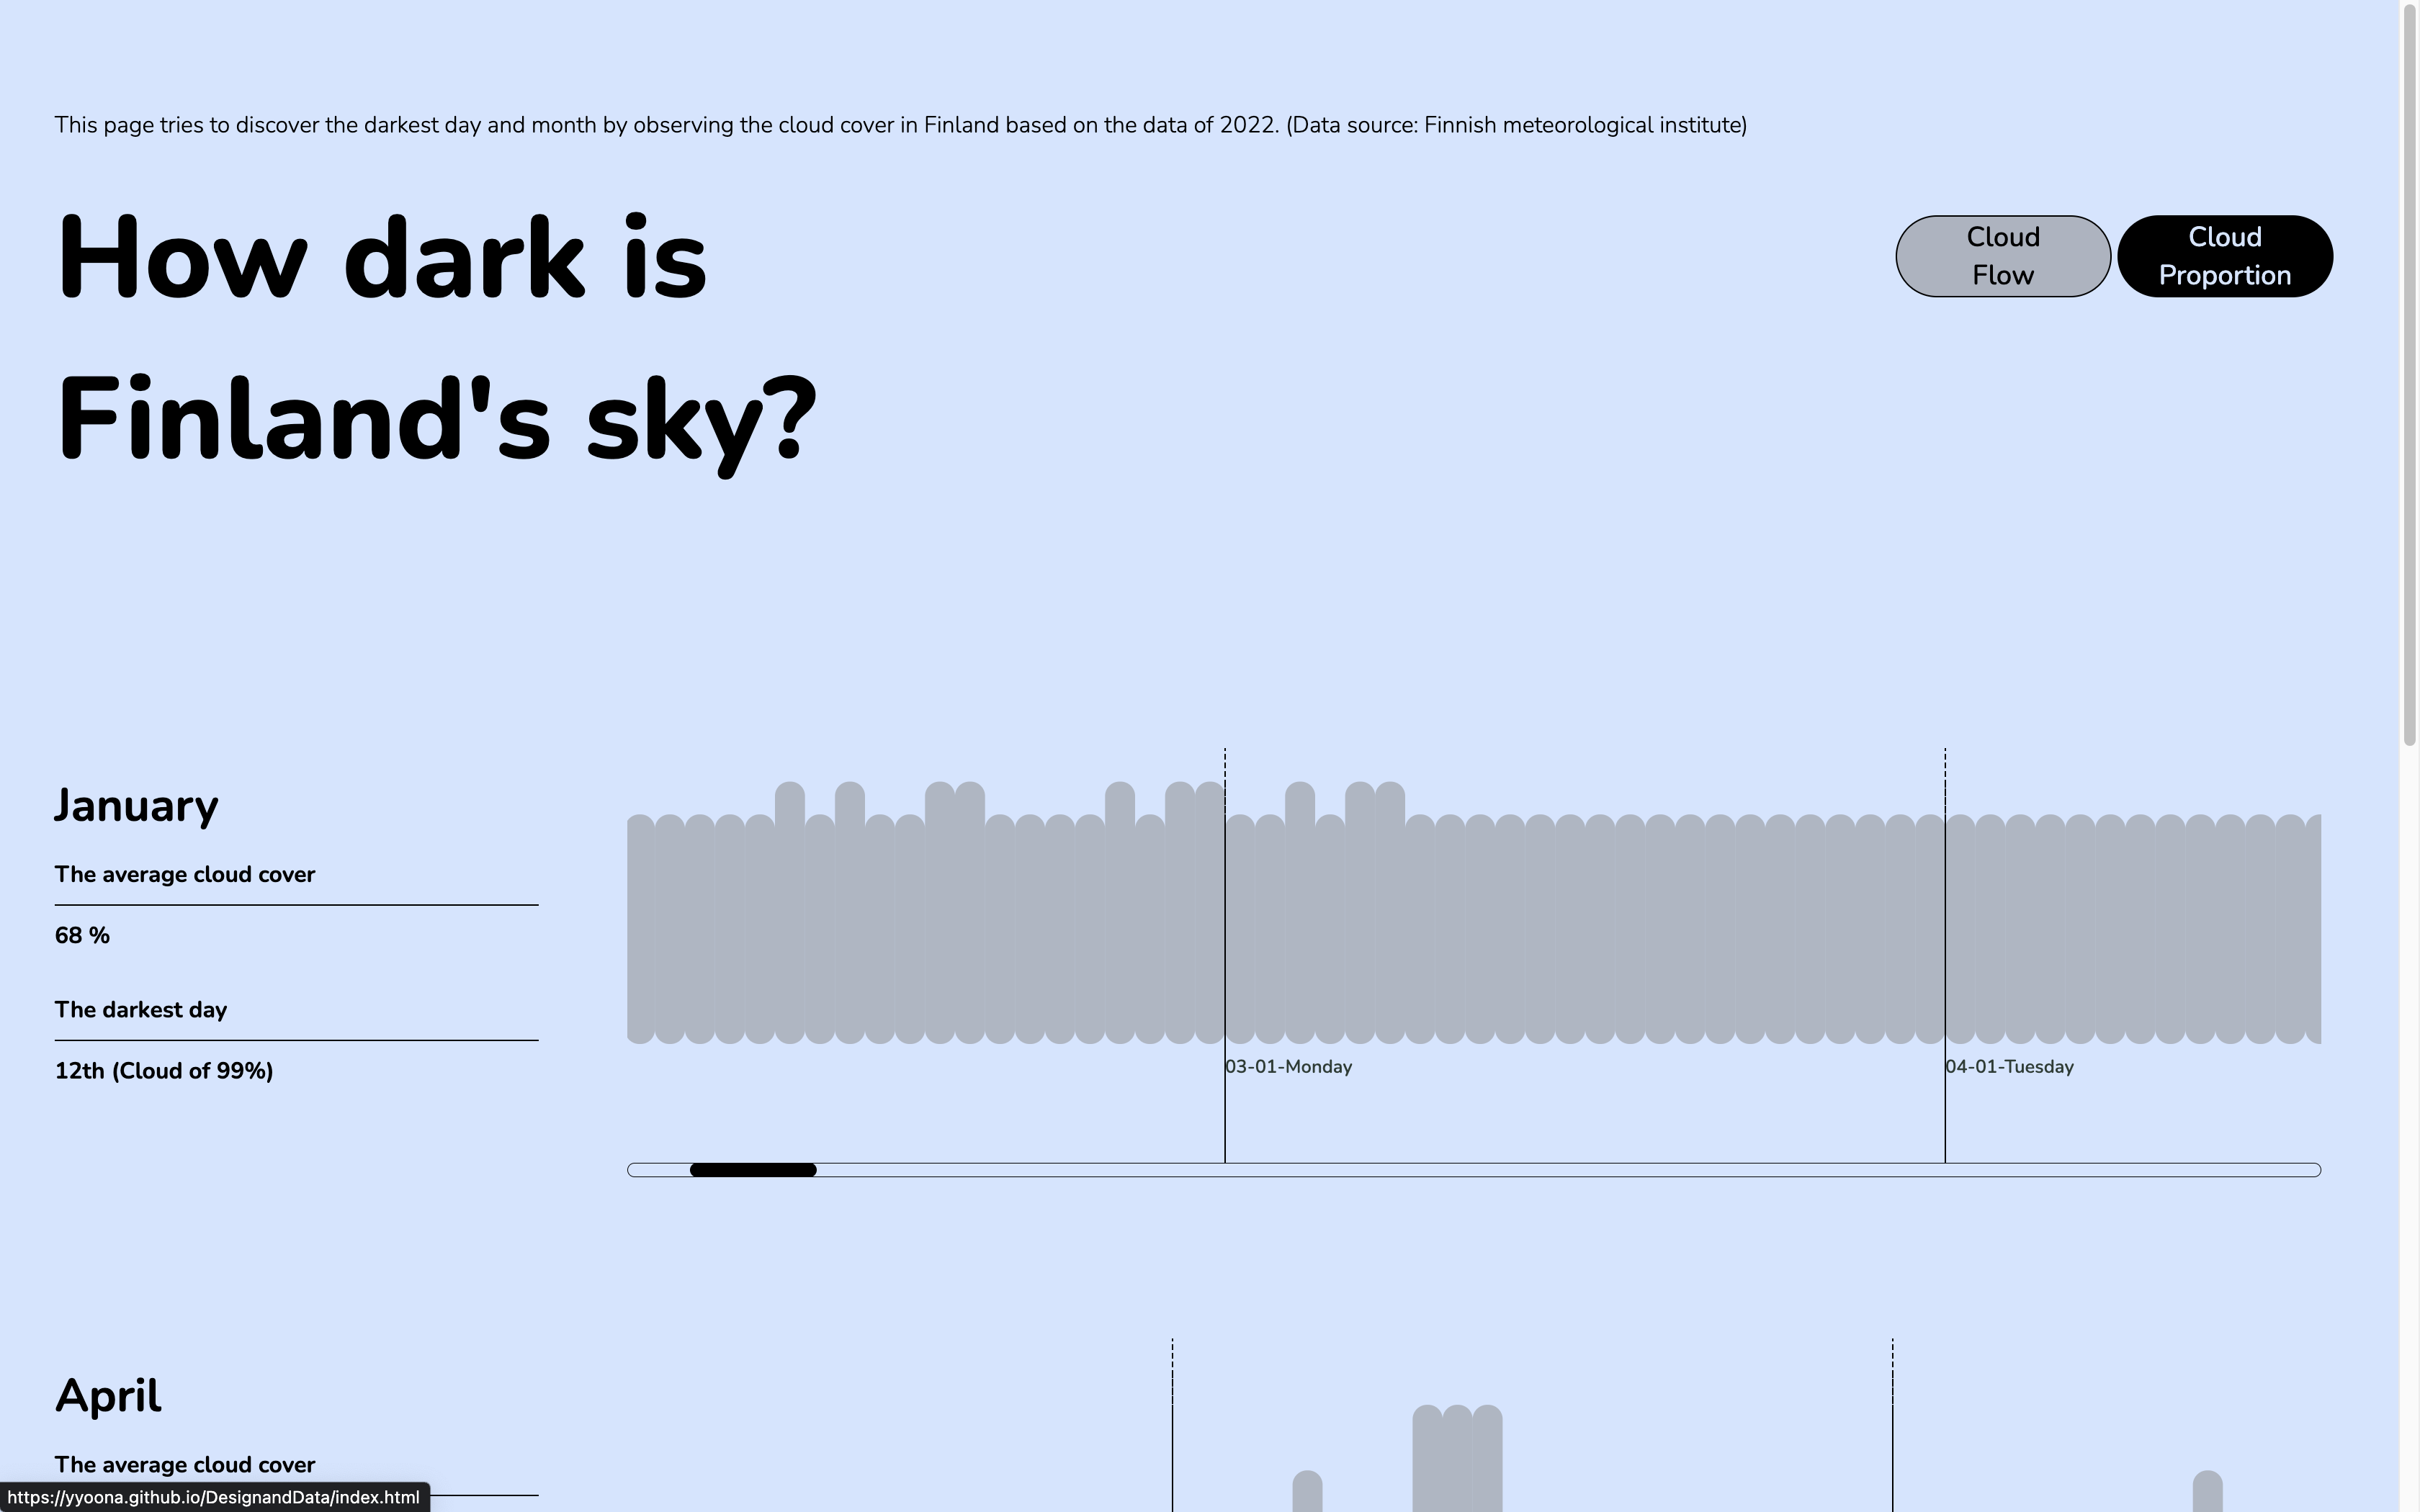 This page tries to discover the darkest day and month by observing the cloud cover in Finland based on the data of 2022. (Data source: Finnish meteorological institute)
How dark is
Finland's sky?
Cloud
Flow
Cloud
Proportion
January
The average cloud cover
68 %
The darkest day
12th (Cloud of 99%)
03-01-Monday
04-01-Tuesday
April
The average cloud cover
https://yyoona.github.io/DesignandData/index.html